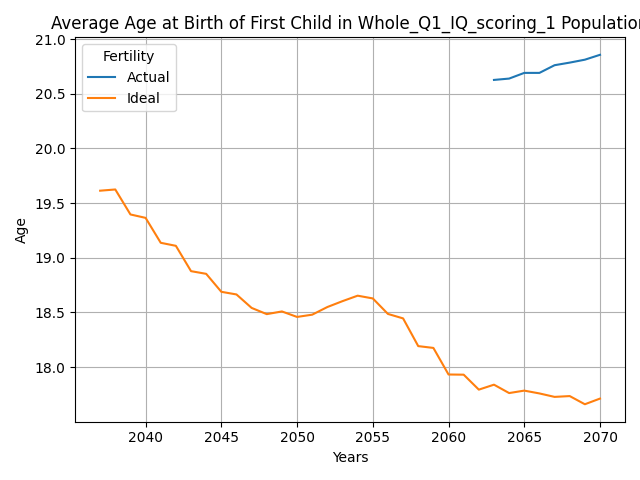 Average Age at Birth of First Child in Whole_Q1_IQ_scoring_1 Population
21.0
20.5
20.0
19.5
19.0
18.5
18.0
Age
Fertility
Actual
Ideal
2040 2045 2050 2055 2060 2065 2070
Years